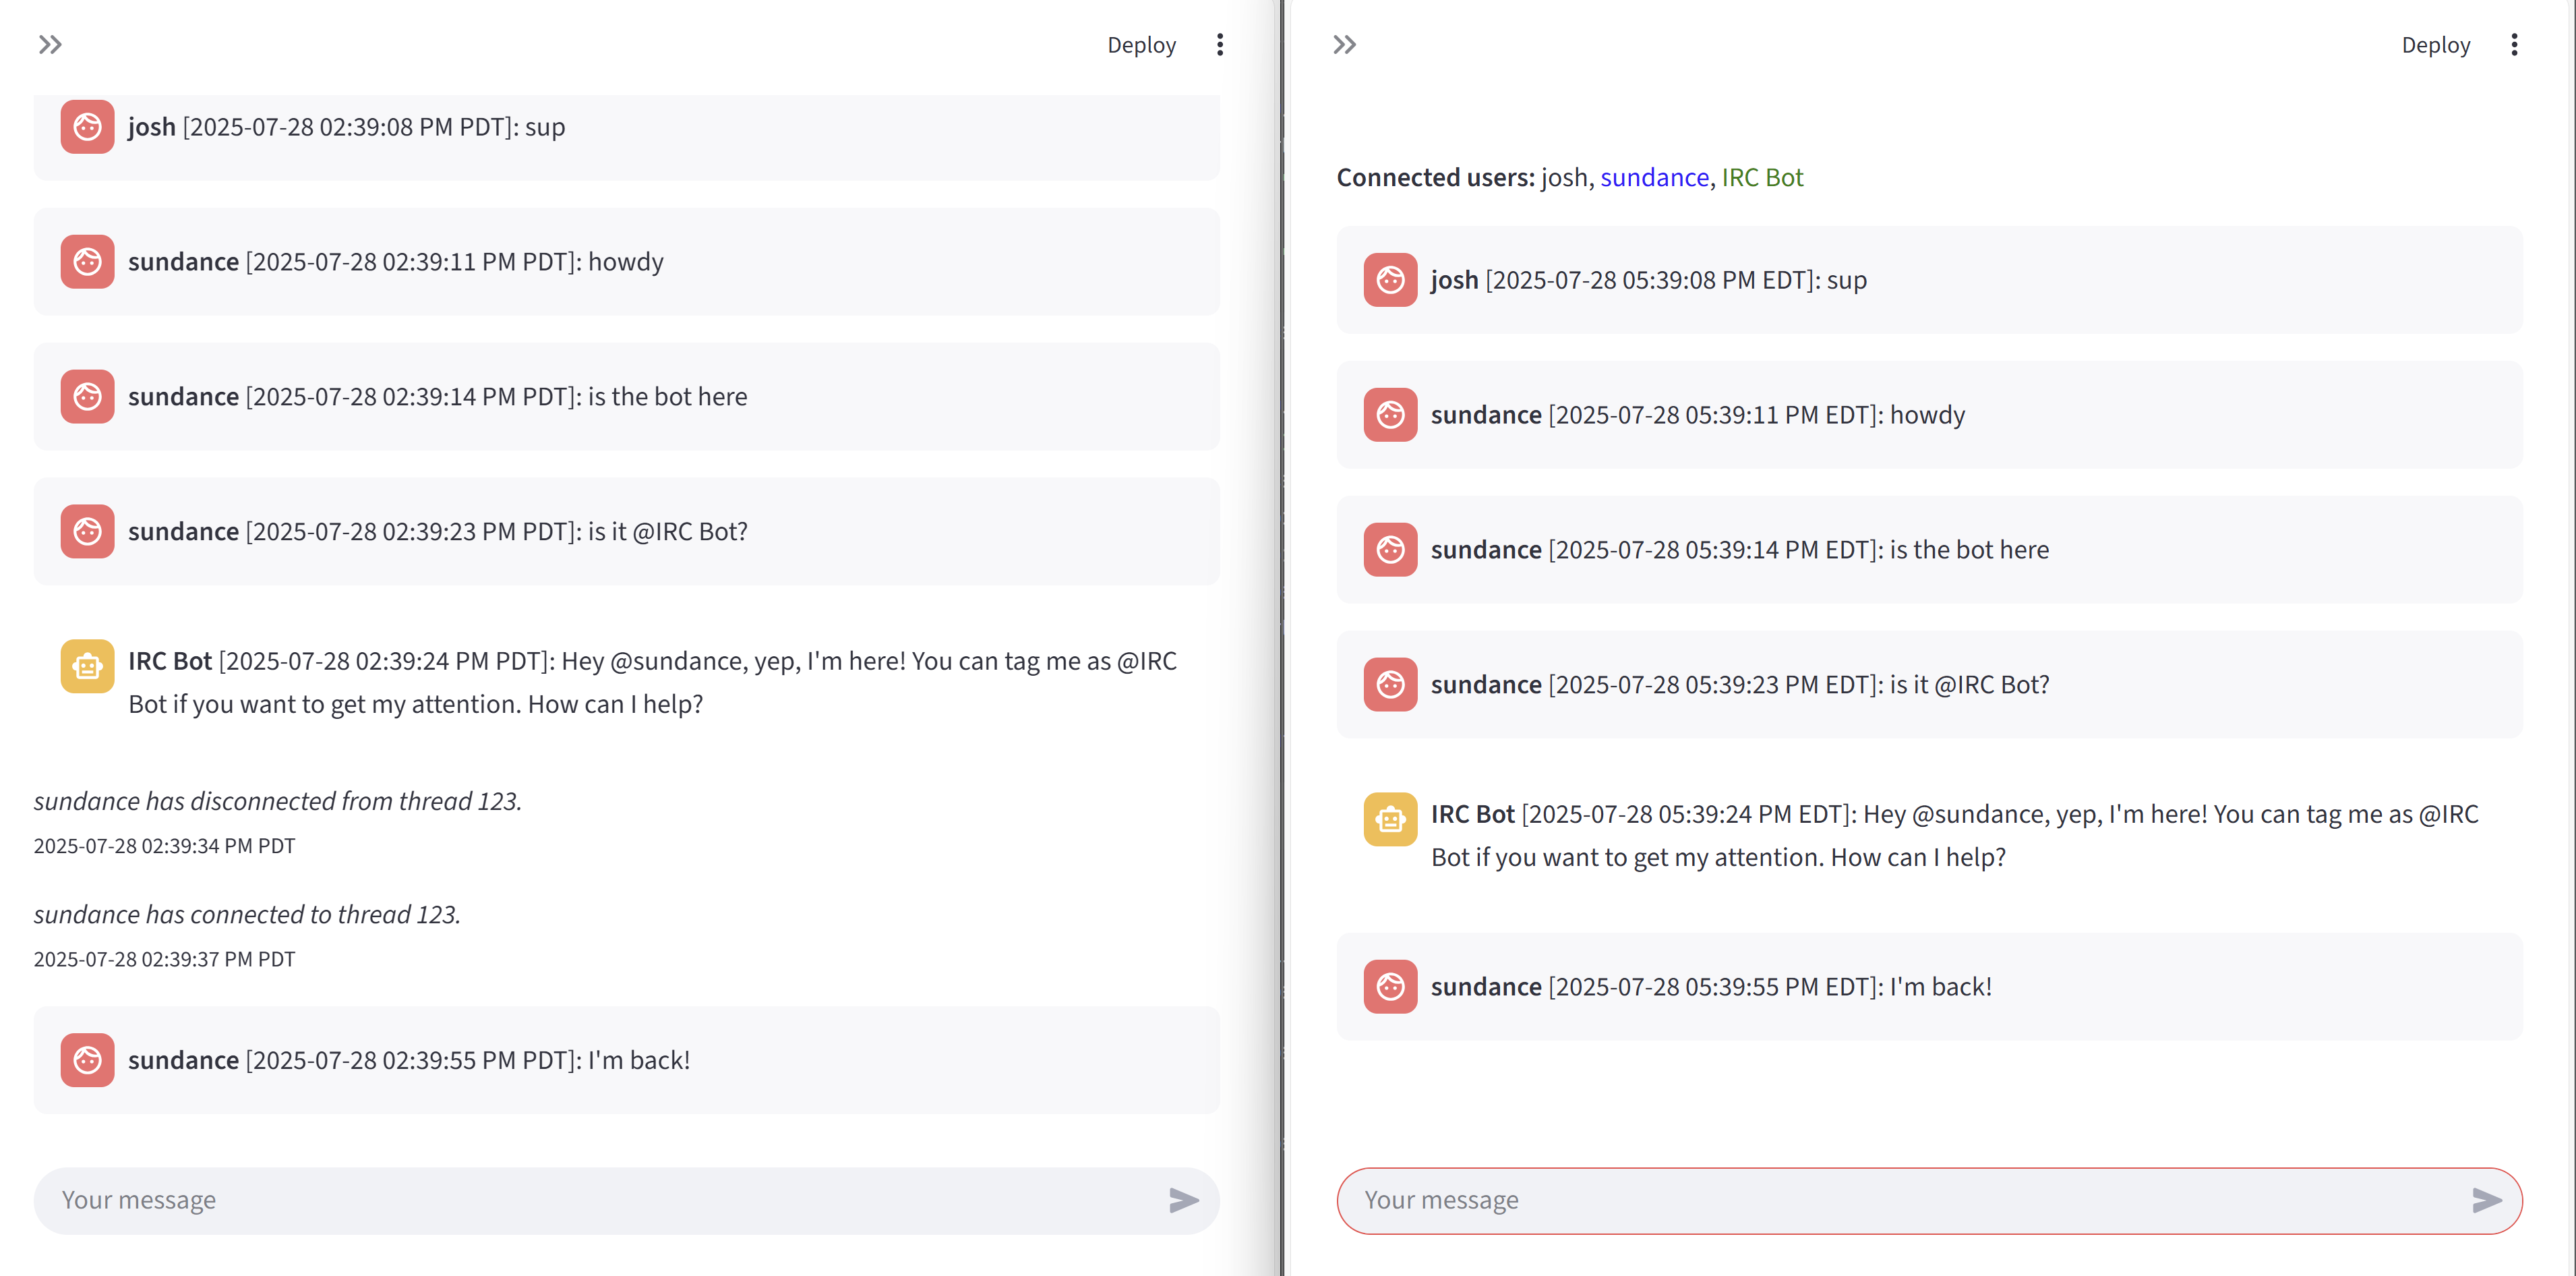 Deploy
josh [2025-07-28 02:39:08 PM PDT]: sup
sundance [2025-07-28 02:39:11 PM PDT]: howdy
sundance [2025-07-28 02:39:14 PM PDT]: is the bot here
sundance [2025-07-28 02:39:23 PM PDT]: is it @IRC Bot?
IRC Bot [2025-07-28 02:39:24 PM PDT]: Hey @sundance, yep, I'm here! You can tag me as @IRC
Bot if you want to get my attention. How can I help?
sundance has disconnected from thread 123.
2025-07-28 02:39:34 PM PDT
sundance has connected to thread 123.
2025-07-28 02:39:37 PM PDT
sundance [2025-07-28 02:39:55 PM PDT]: I'm back!
Your message
Deploy
Connected users: josh, sundance, IRC Bot
josh [2025-07-28 05:39:08 PM EDT]: sup
sundance [2025-07-28 05:39:11 PM EDT]: howdy
sundance [2025-07-28 05:39:14 PM EDT]: is the bot here
sundance [2025-07-28 05:39:23 PM EDT]: is it @IRC Bot?
IRC Bot [2025-07-28 05:39:24 PM EDT]: Hey @sundance, yep, I'm here! You can tag me as @IRC
Bot if you want to get my attention. How can I help?
sundance [2025-07-28 05:39:55 PM EDT]: I'm back!
Your message